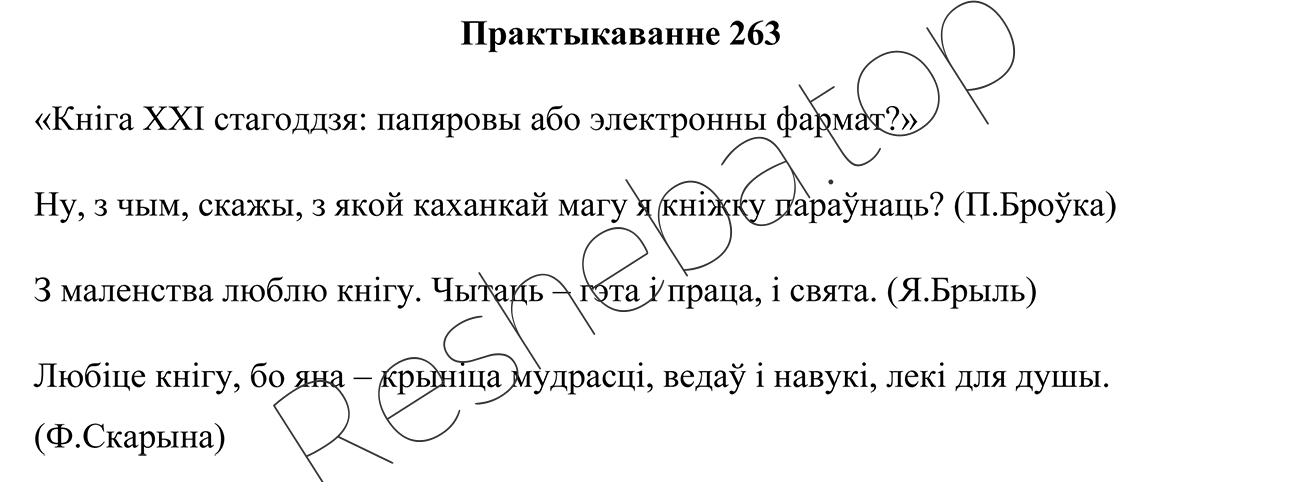 Практыкаванне 263
«Кніга XXI стагоддзя: папяровы або электронны фармат?»
Ну, з чым, скажы, з якой каханкай магу я кніжку параўнаць? (П.Броўка)
З маленства люблю кнігу. Чытаць – гэта і праца, і свята. (Я.Брыль)
Любіце кнігу, бо яна – крыніца мудрасці, ведаў і навукі, лекі для душы.
(Ф.Скарына)
Resheba.top